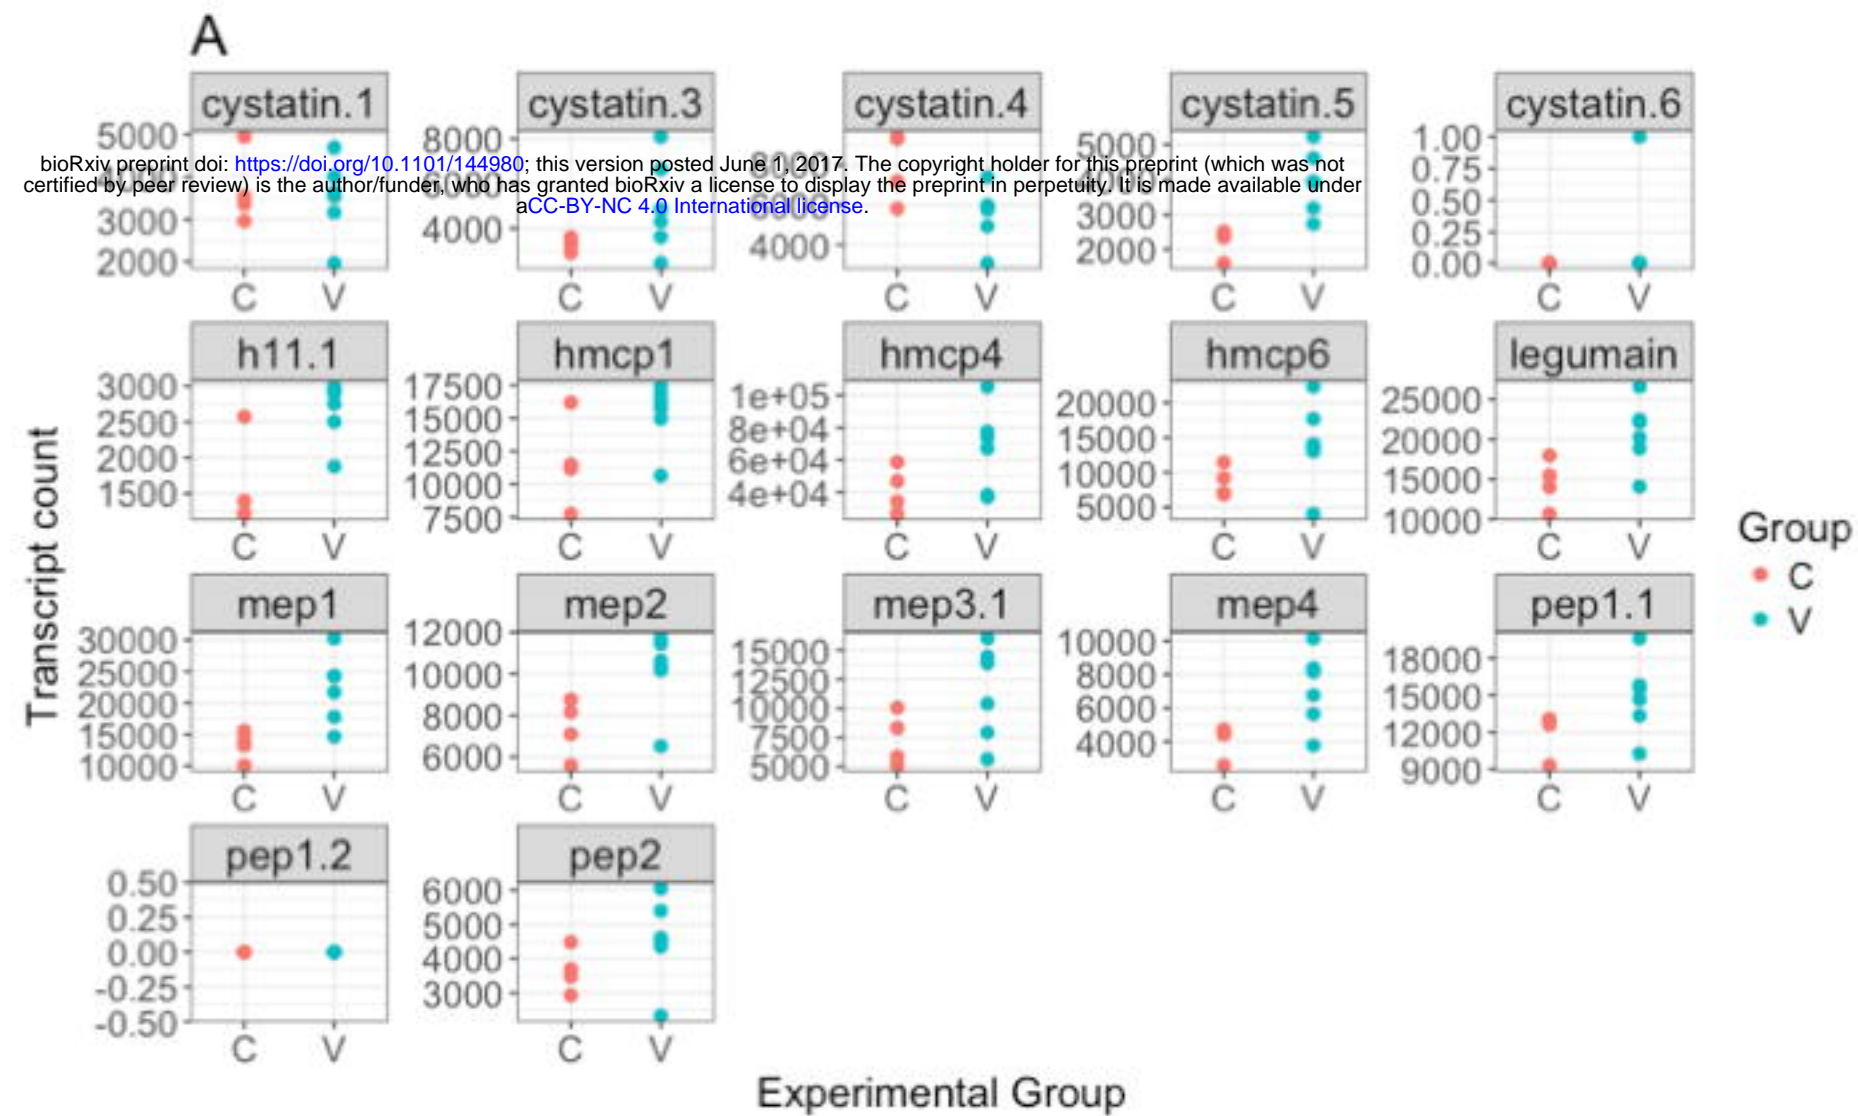 A
cystatin.1 cystatin.3 cystatin.4 cystatin.5 cystatin.6
5000 8000 5000 1.00
bioRxiv preprint doi: https://doi.org/10.1101/144980; this version posted June 1, 2017. The copyright holder for this preprint (which was not
certified by peer review) is the author/funder, who has granted bioRxiv a license to display the preprint in perpetuity. It is made available under
aCC-BY-NC 4.0 International license.
8000 0.75
4000 6000 4000
3000 4000 6000 3000 0.50
2000 4000 2000 0.25
0.00
C V C V C V C V C V
h11.1 hmcp1 hmcp4 hmcp6 legumain
3000 17500 1e+05 20000 25000
2500 15000 8e+04 15000 20000
2000 12500 6e+04 10000 15000
1500 10000 4e+04 5000 10000
7500
C V C V C V C V C V
mep1 mep2 mep3.1 mep4 pep1.1
30000 12000 15000 10000 18000
25000 10000 12500 8000 15000
20000 8000 10000 6000 12000
15000 6000 7500 4000 9000
10000 5000
C V C V C V C V C V
pep1.2 pep2
0.50 6000
0.25 5000
0.00 4000
-0.25 3000
-0.50
C V C V
Transcript count
Experimental Group
Group
C
V